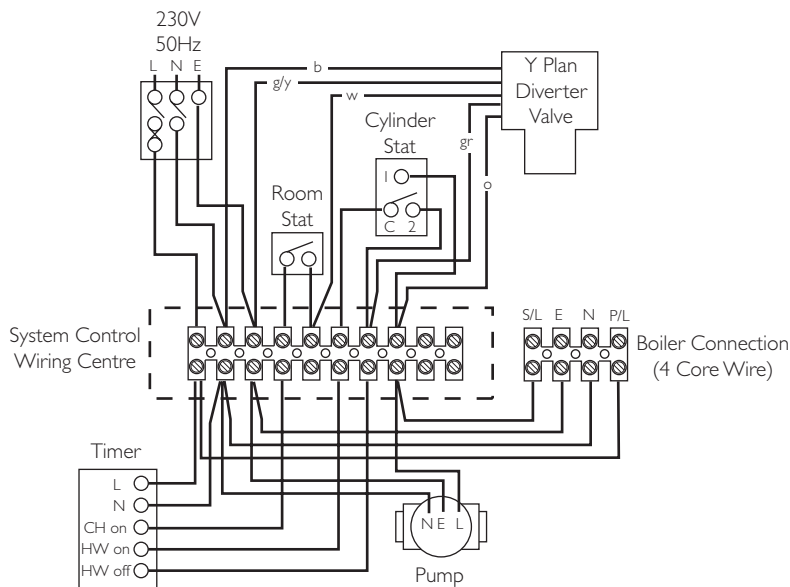 230V
50Hz
L N E
b
g/y
w
gr
o
Y Plan
Diverter
Valve
Cylinder
Stat
1
C 2
Room
Stat
System Control
Wiring Centre
S/L E N P/L
Boiler Connection
(4 Core Wire)
Timer
L
N
CH on
HW on
HW off
N E L
Pump